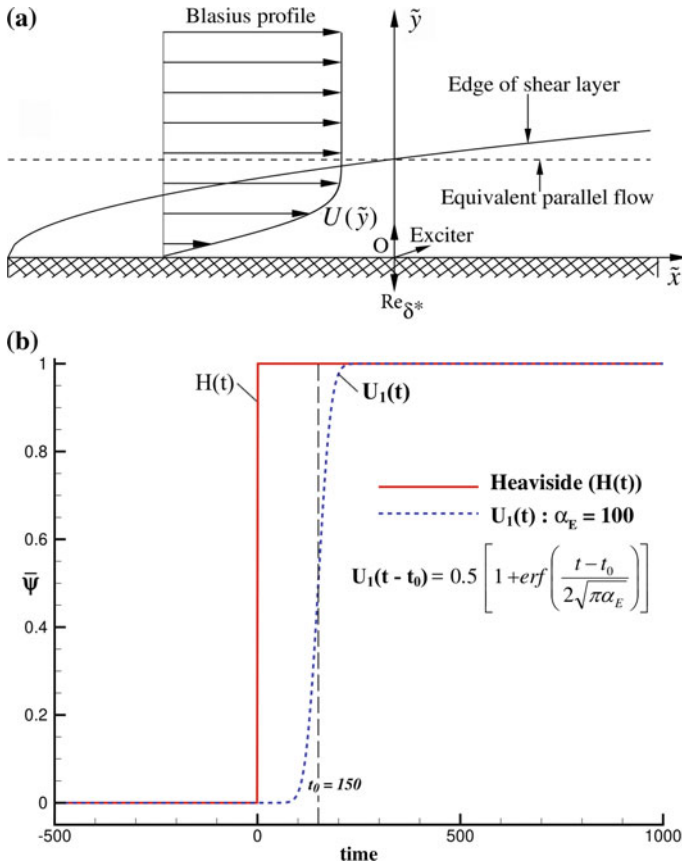 (a)
Blasius profile
ỹ
Edge of shear layer
Equivalent parallel flow
U(ỹ)
O
Exciter
x̃
Re_δ*
(b)
1
H(t)
U₁(t)
0.8
Heaviside (H(t))
U₁(t) : α_E = 100
0.6
U₁(t - t₀) = 0.5 [1+erf((t − t₀)/(2√(πα_E)))]
ψ̄
0.4
0.2
t₀ = 150
0
-500 0 500 1000
time